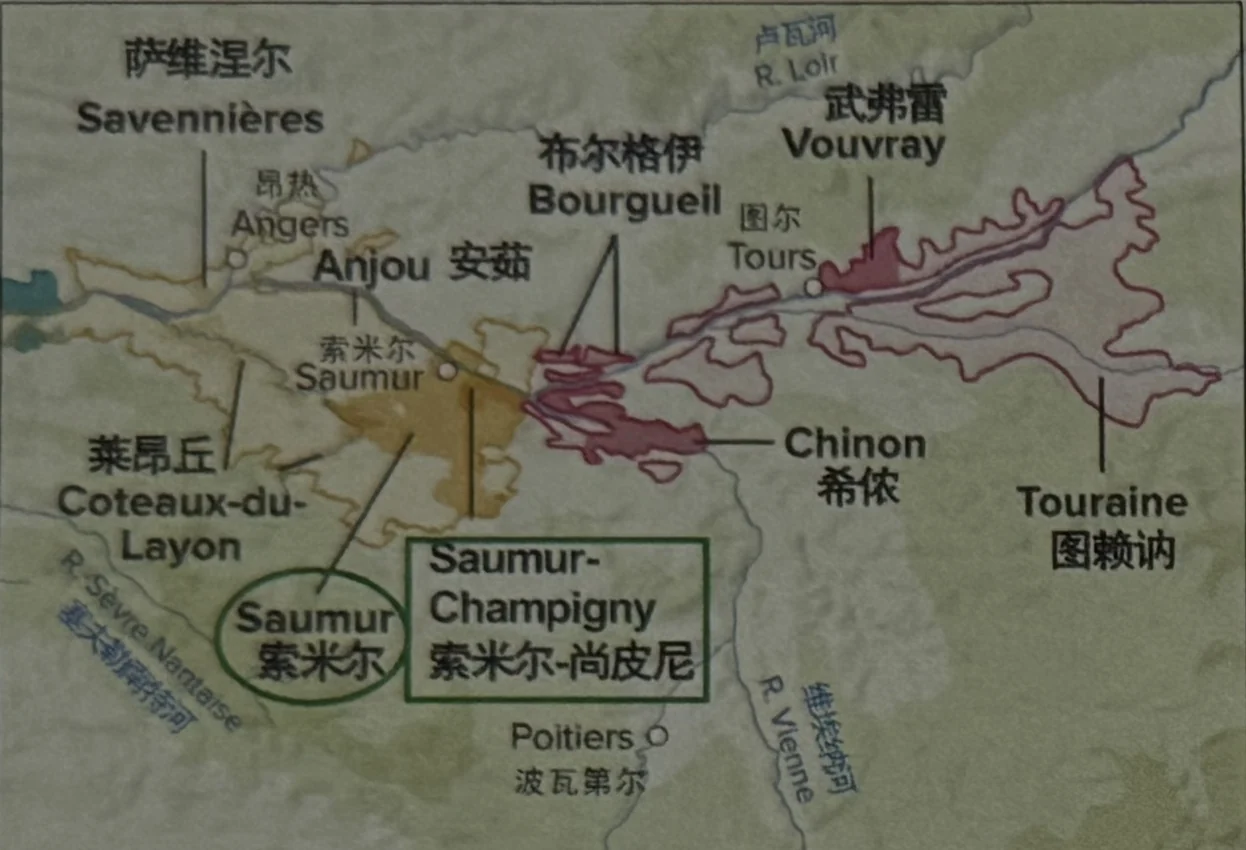 萨维涅尔
Savennières
卢瓦河
R. Loir
武弗雷
Vouvray
布尔格伊
Bourgueil
昂热
Angers
图尔
Tours
Anjou 安茹
索米尔
Saumur
莱昂丘
Coteaux-du-
Layon
Chinon
希侬
Touraine
图赖讷
Saumur
索米尔
Saumur-
Champigny
索米尔-尚皮尼
R. Sèvre Nantaise
Poitiers
波瓦第尔
R. Vienne
维埃纳河